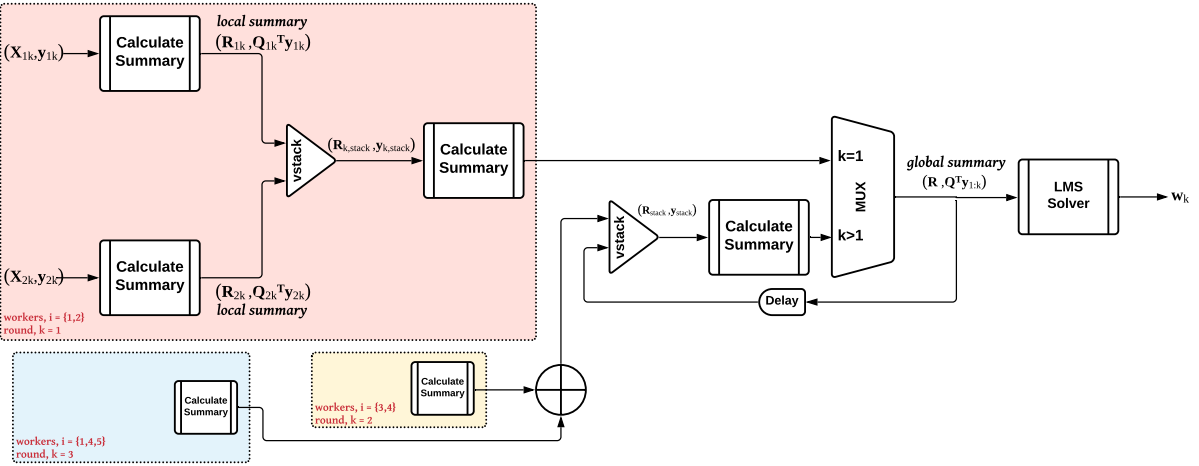 local summary
(X1k,y1k)
Calculate
Summary
(R1k ,Q1kᵀy1k)
vstack
(Rk,stack ,yk,stack)
Calculate
Summary
(X2k,y2k)
Calculate
Summary
(R2k ,Q2kᵀy2k)
local summary
workers, i = {1,2}
round, k = 1
k=1
MUX
k>1
global summary
(R ,Qᵀy1:k)
LMS
Solver
wk
vstack
(Rstack ,ystack)
Calculate
Summary
Delay
Calculate
Summary
workers, i = {3,4}
round, k = 2
Calculate
Summary
workers, i = {1,4,5}
round, k = 3